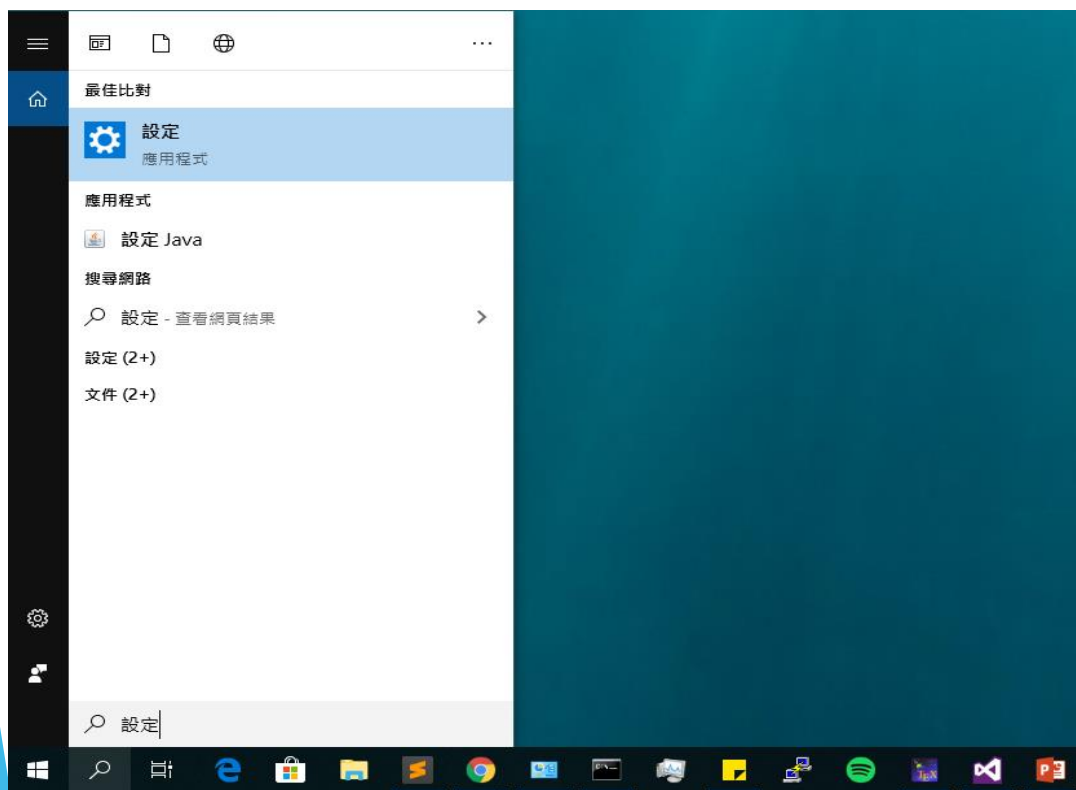 ···
最佳比對
設定
應用程式
應用程式
設定 Java
搜尋網路
設定 - 查看網頁結果
設定 (2+)
文件 (2+)
設定